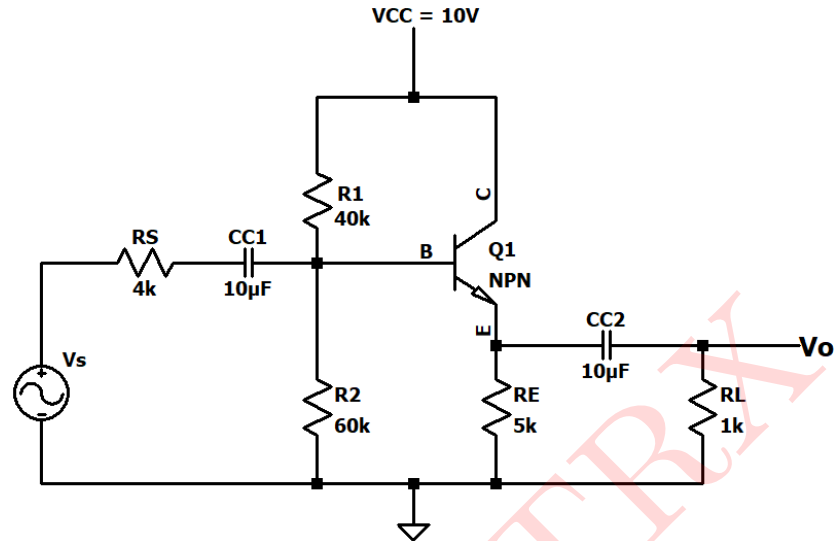 VCC = 10V
R1
40k
C
RS
4k
CC1
10µF
B
Q1
NPN
E
CC2
10µF
Vo
Vs
+
-
R2
60k
RE
5k
RL
1k
TRX